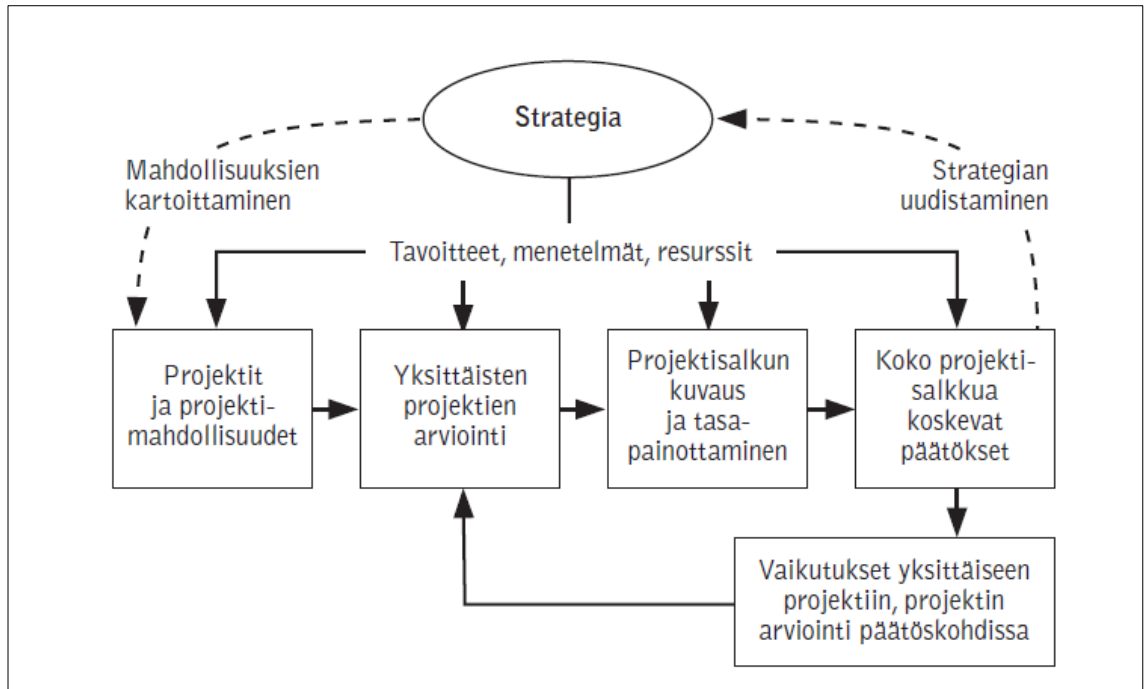 Strategia
Mahdollisuuksien
kartoittaminen
Strategian
uudistaminen
Tavoitteet, menetelmät, resurssit
Projektit
ja projekti-
mahdollisuudet
Yksittäisten
projektien
arviointi
Projektisalkun
kuvaus
ja tasa-
painottaminen
Koko projekti-
salkkua
koskevat
päätökset
Vaikutukset yksittäiseen
projektiin, projektin
arviointi päätöskohdissa